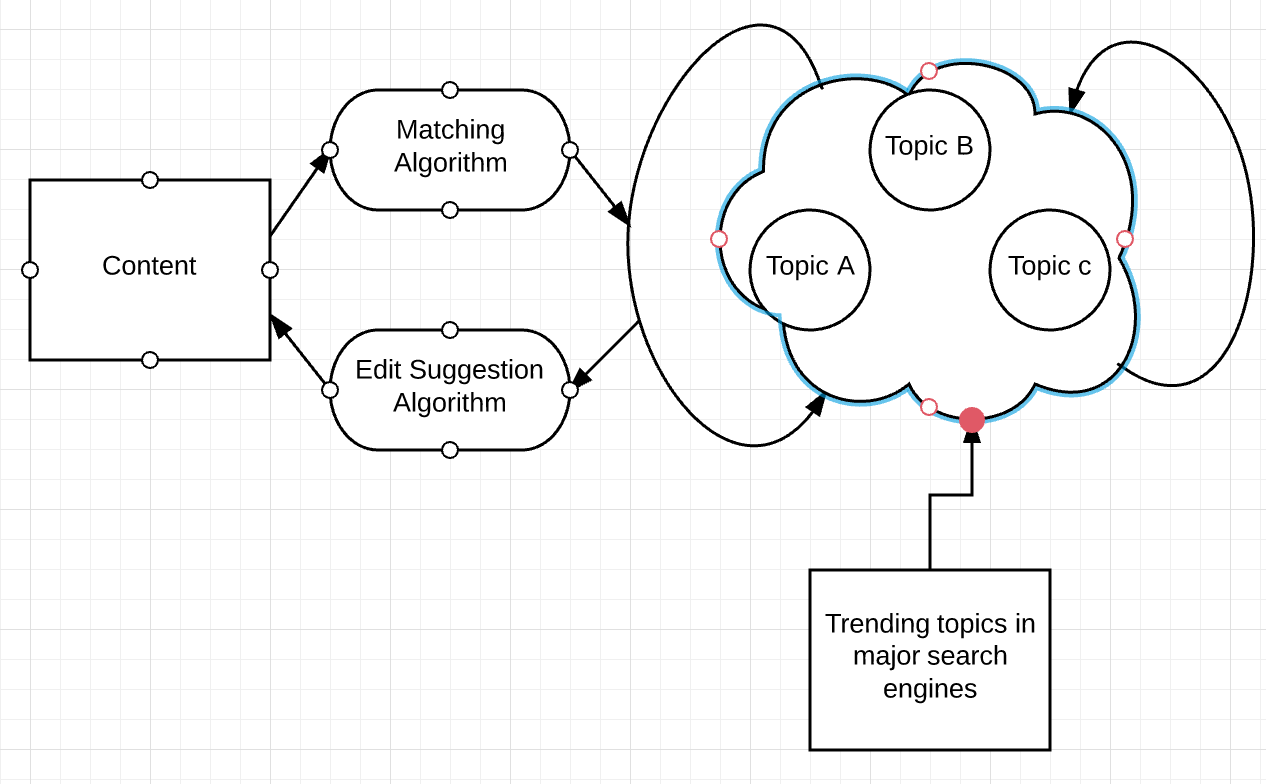 Matching
Algorithm
Content
Edit Suggestion
Algorithm
Topic B
Topic A
Topic c
Trending topics in
major search
engines